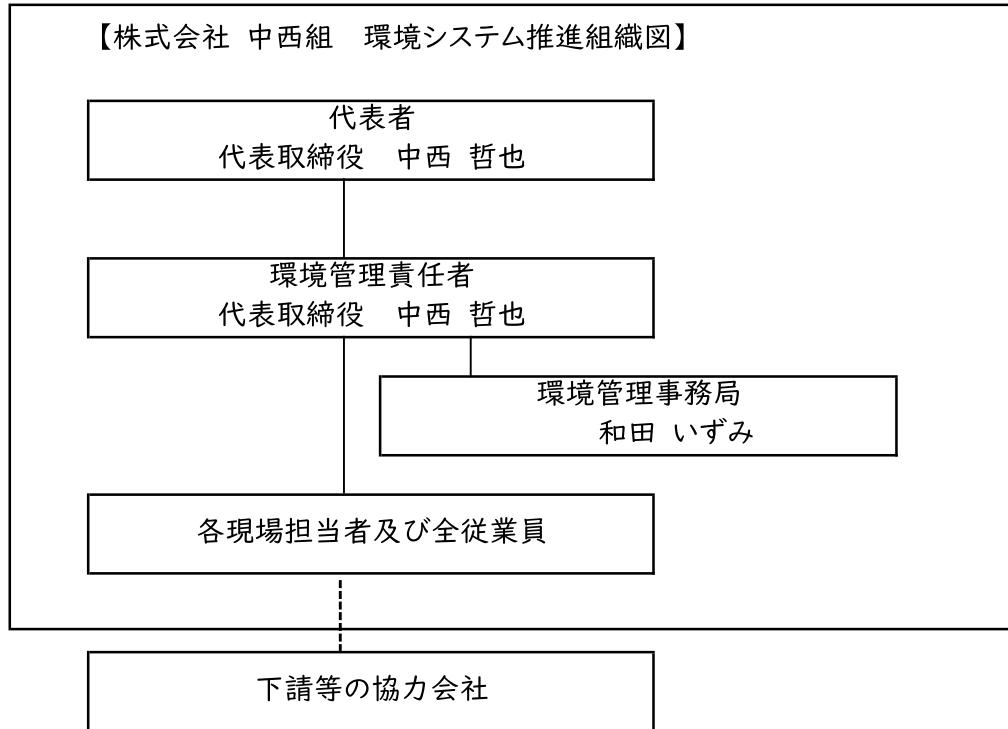 【株式会社 中西組　環境システム推進組織図】
代表者
代表取締役　中西 哲也
環境管理責任者
代表取締役　中西 哲也
環境管理事務局
和田 いずみ
各現場担当者及び全従業員
下請等の協力会社